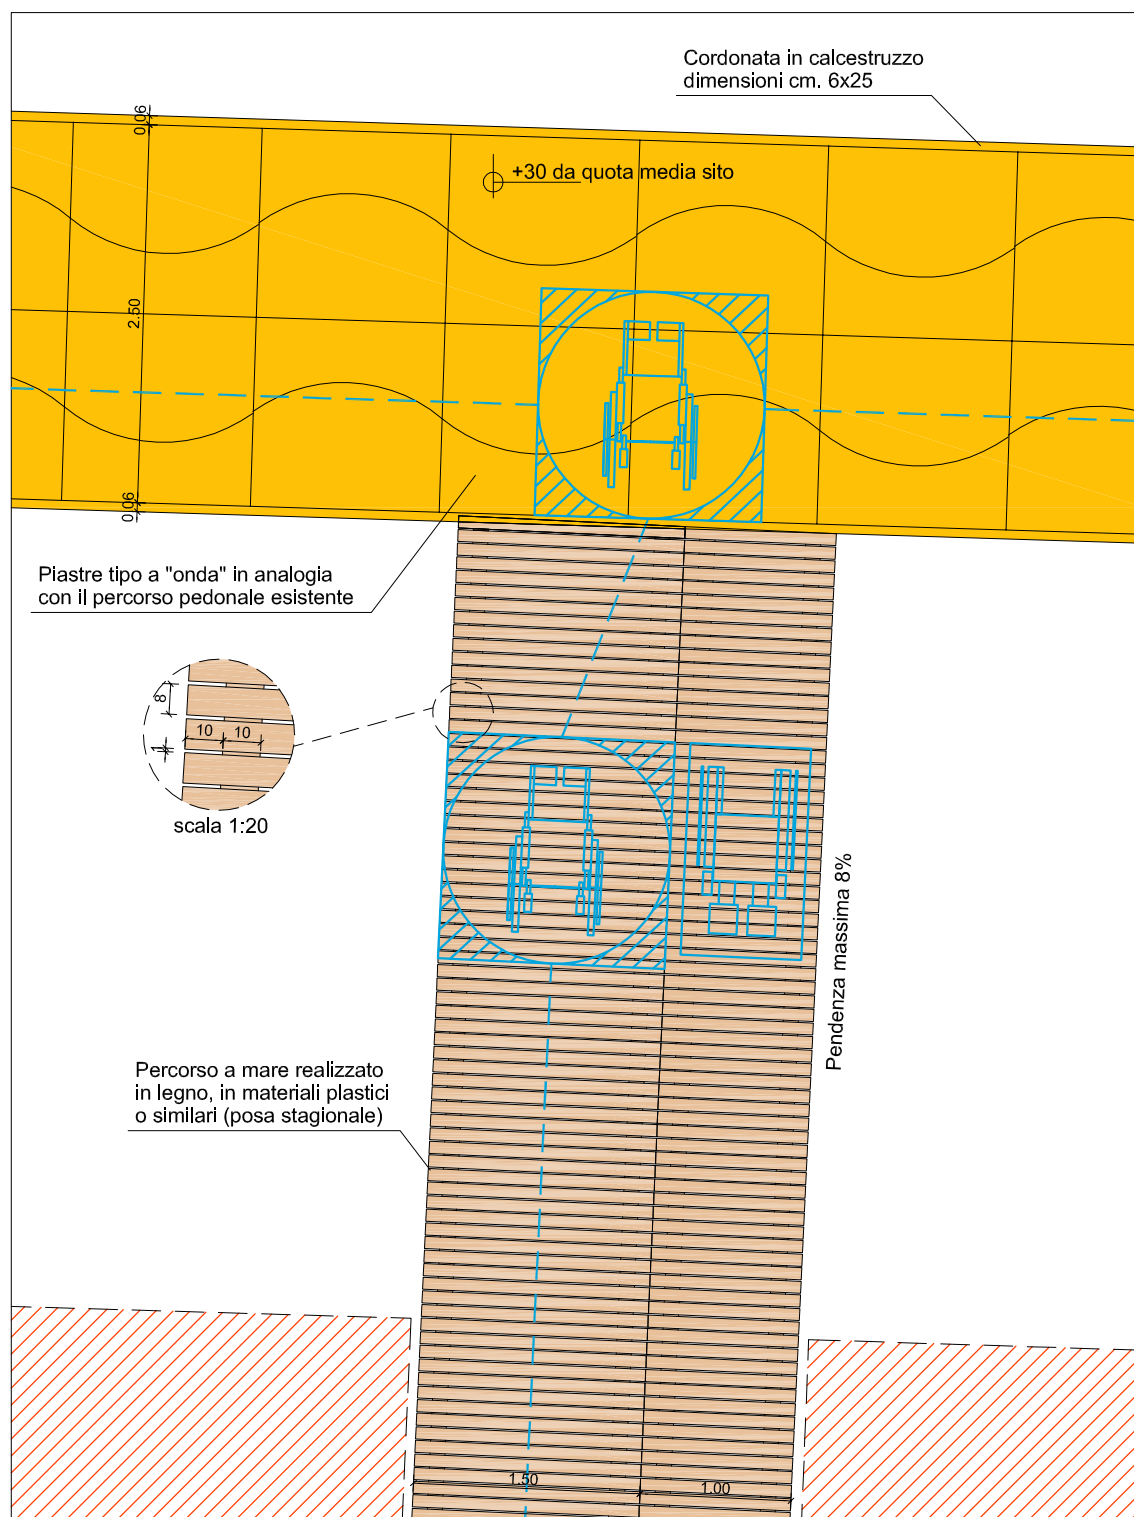 Cordonata in calcestruzzo
dimensioni cm. 6x25
0.06
+30 da quota media sito
2.50
0.06
Piastre tipo a "onda" in analogia
con il percorso pedonale esistente
8
10
10
1
scala 1:20
Pendenza massima 8%
Percorso a mare realizzato
in legno, in materiali plastici
o similari (posa stagionale)
1.50
1.00